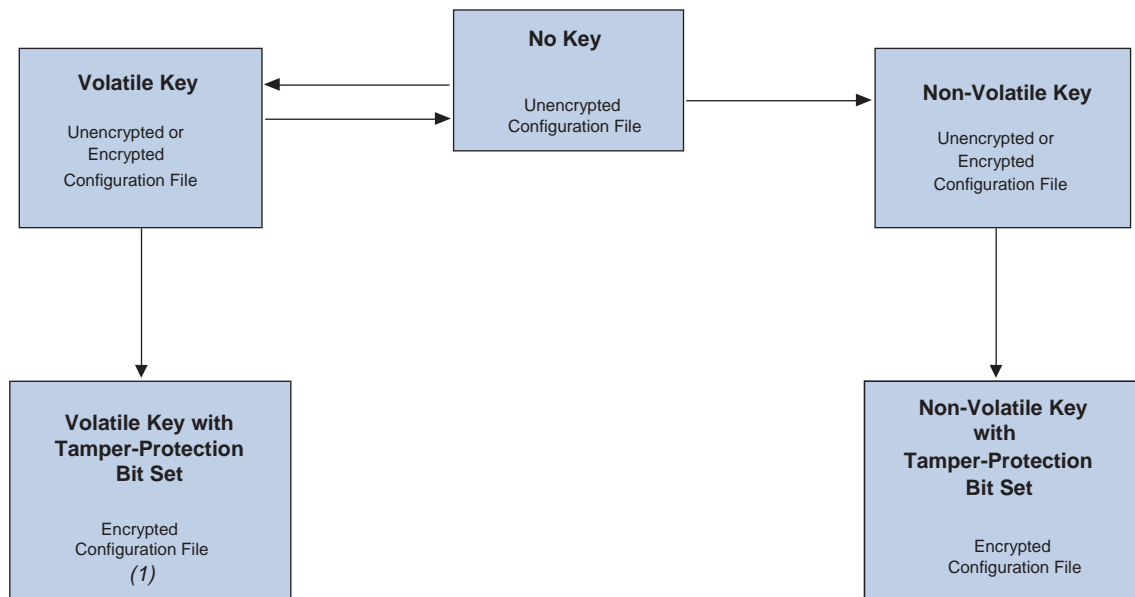 No Key
Unencrypted
Configuration File
Volatile Key
Unencrypted or
Encrypted
Configuration File
Non-Volatile Key
Unencrypted or
Encrypted
Configuration File
Volatile Key with
Tamper-Protection
Bit Set
Encrypted
Configuration File
(1)
Non-Volatile Key
with
Tamper-Protection
Bit Set
Encrypted
Configuration File